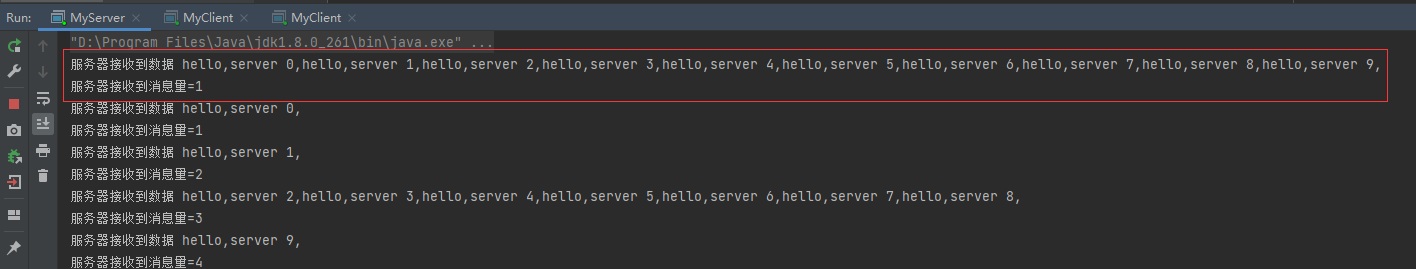 Run: MyServer MyClient MyClient
"D:\Program Files\Java\jdk1.8.0_261\bin\java.exe" ...
服务器接收到数据 hello,server 0,hello,server 1,hello,server 2,hello,server 3,hello,server 4,hello,server 5,hello,server 6,hello,server 7,hello,server 8,hello,server 9,
服务器接收到消息量=1
服务器接收到数据 hello,server 0,
服务器接收到消息量=1
服务器接收到数据 hello,server 1,
服务器接收到消息量=2
服务器接收到数据 hello,server 2,hello,server 3,hello,server 4,hello,server 5,hello,server 6,hello,server 7,hello,server 8,
服务器接收到消息量=3
服务器接收到数据 hello,server 9,
服务器接收到消息量=4